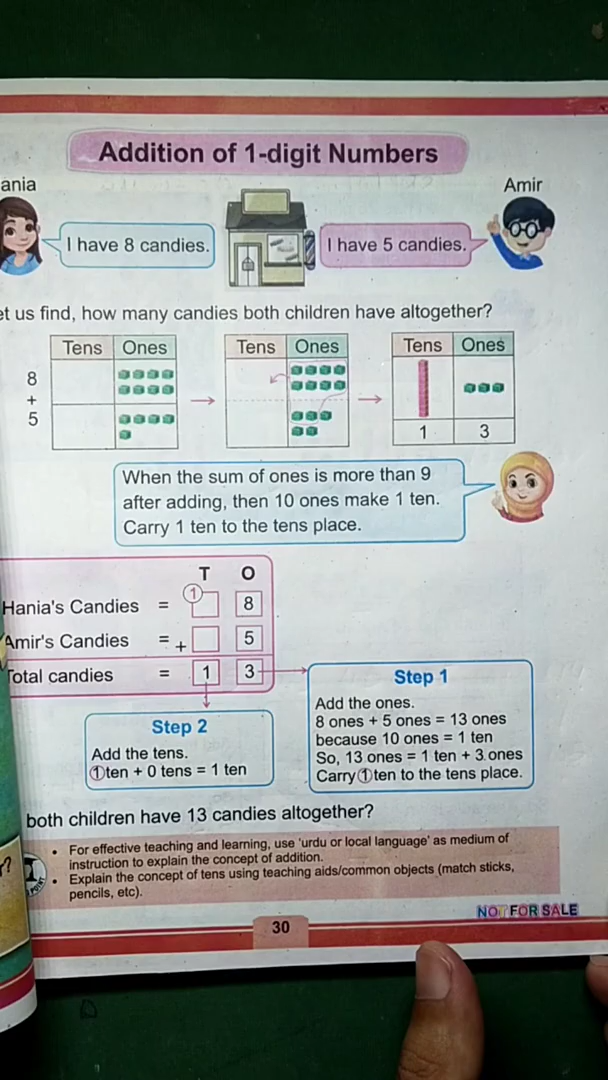 Addition of 1-digit Numbers
ania
Amir
I have 8 candies.
I have 5 candies.
et us find, how many candies both children have altogether?
Tens Ones
Tens Ones
Tens Ones
8
+
5
1 3
When the sum of ones is more than 9
after adding, then 10 ones make 1 ten.
Carry 1 ten to the tens place.
T O
1
Hania's Candies = 8
Amir's Candies = + 5
Total candies = 1 3
Step 1
Add the ones.
8 ones + 5 ones = 13 ones
because 10 ones = 1 ten
So, 13 ones = 1 ten + 3 ones
Carry 1 ten to the tens place.
Step 2
Add the tens.
1 ten + 0 tens = 1 ten
both children have 13 candies altogether?
r?
• For effective teaching and learning, use 'urdu or local language' as medium of
instruction to explain the concept of addition.
• Explain the concept of tens using teaching aids/common objects (match sticks,
pencils, etc).
NOT FOR SALE
30